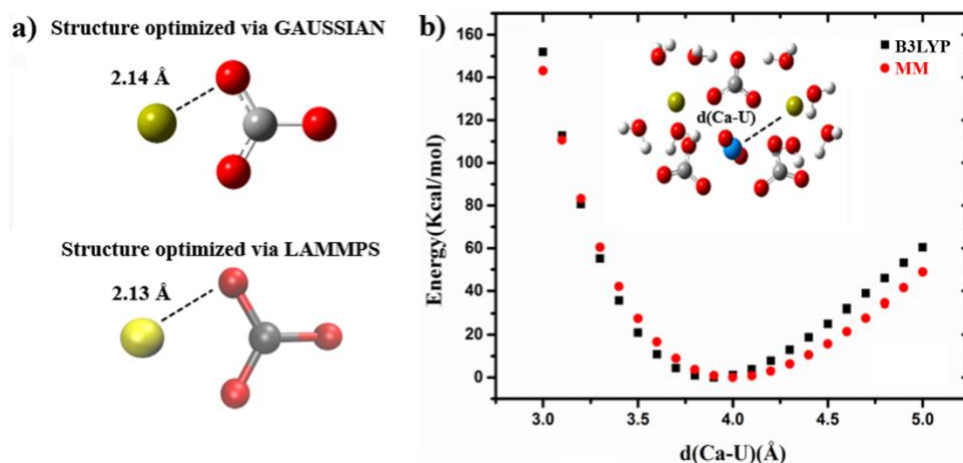 a)
Structure optimized via GAUSSIAN
2.14 Å
Structure optimized via LAMMPS
2.13 Å
b)
B3LYP
MM
d(Ca-U)
Energy(Kcal/mol)
160
140
120
100
80
60
40
20
0
3.0 3.5 4.0 4.5 5.0
d(Ca-U)(Å)